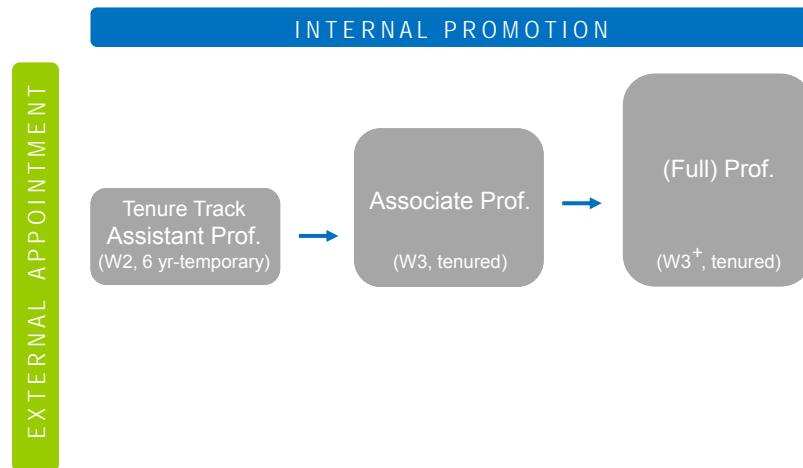 INTERNAL PROMOTION
EXTERNAL APPOINTMENT
Tenure Track
Assistant Prof.
(W2, 6 yr-temporary)
Associate Prof.
(W3, tenured)
(Full) Prof.
(W3+, tenured)